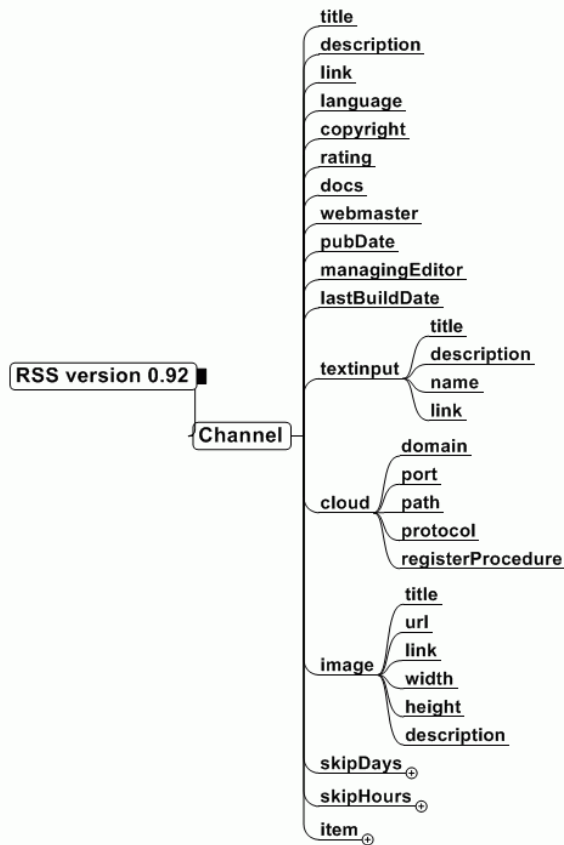 title
description
link
language
copyright
rating
docs
webmaster
pubDate
managingEditor
lastBuildDate
title
description
textinput
name
link
RSS version 0.92
Channel
domain
port
cloud
path
protocol
registerProcedure
title
url
link
image
width
height
description
skipDays
skipHours
item